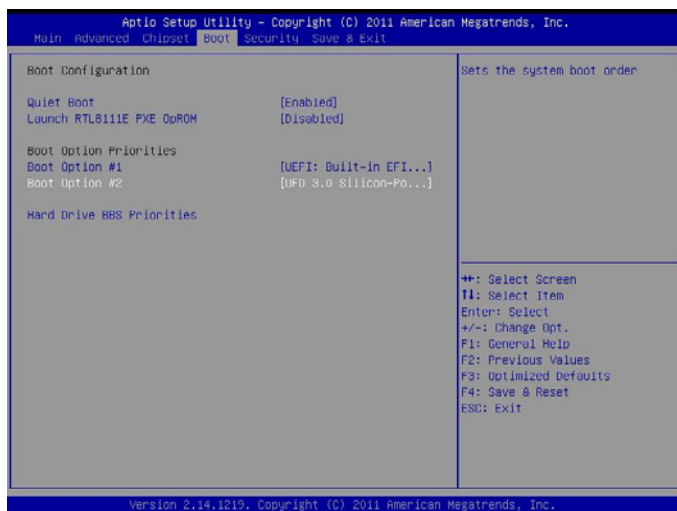 Aptio Setup Utility - Copyright (C) 2011 American Megatrends, Inc.
Main Advanced Chipset Boot Security Save & Exit
Boot Configuration
Quiet Boot [Enabled]
Launch RTL8111E PXE OpROM [Disabled]
Boot Option Priorities
Boot Option #1 [UEFI: Built-in EFI...]
Boot Option #2 [UFD 3.0 Silicon-Po...]
Hard Drive BBS Priorities
Sets the system boot order
→←: Select Screen
↑↓: Select Item
Enter: Select
+/-: Change Opt.
F1: General Help
F2: Previous Values
F3: Optimized Defaults
F4: Save & Reset
ESC: Exit
Version 2.14.1219. Copyright (C) 2011 American Megatrends, Inc.